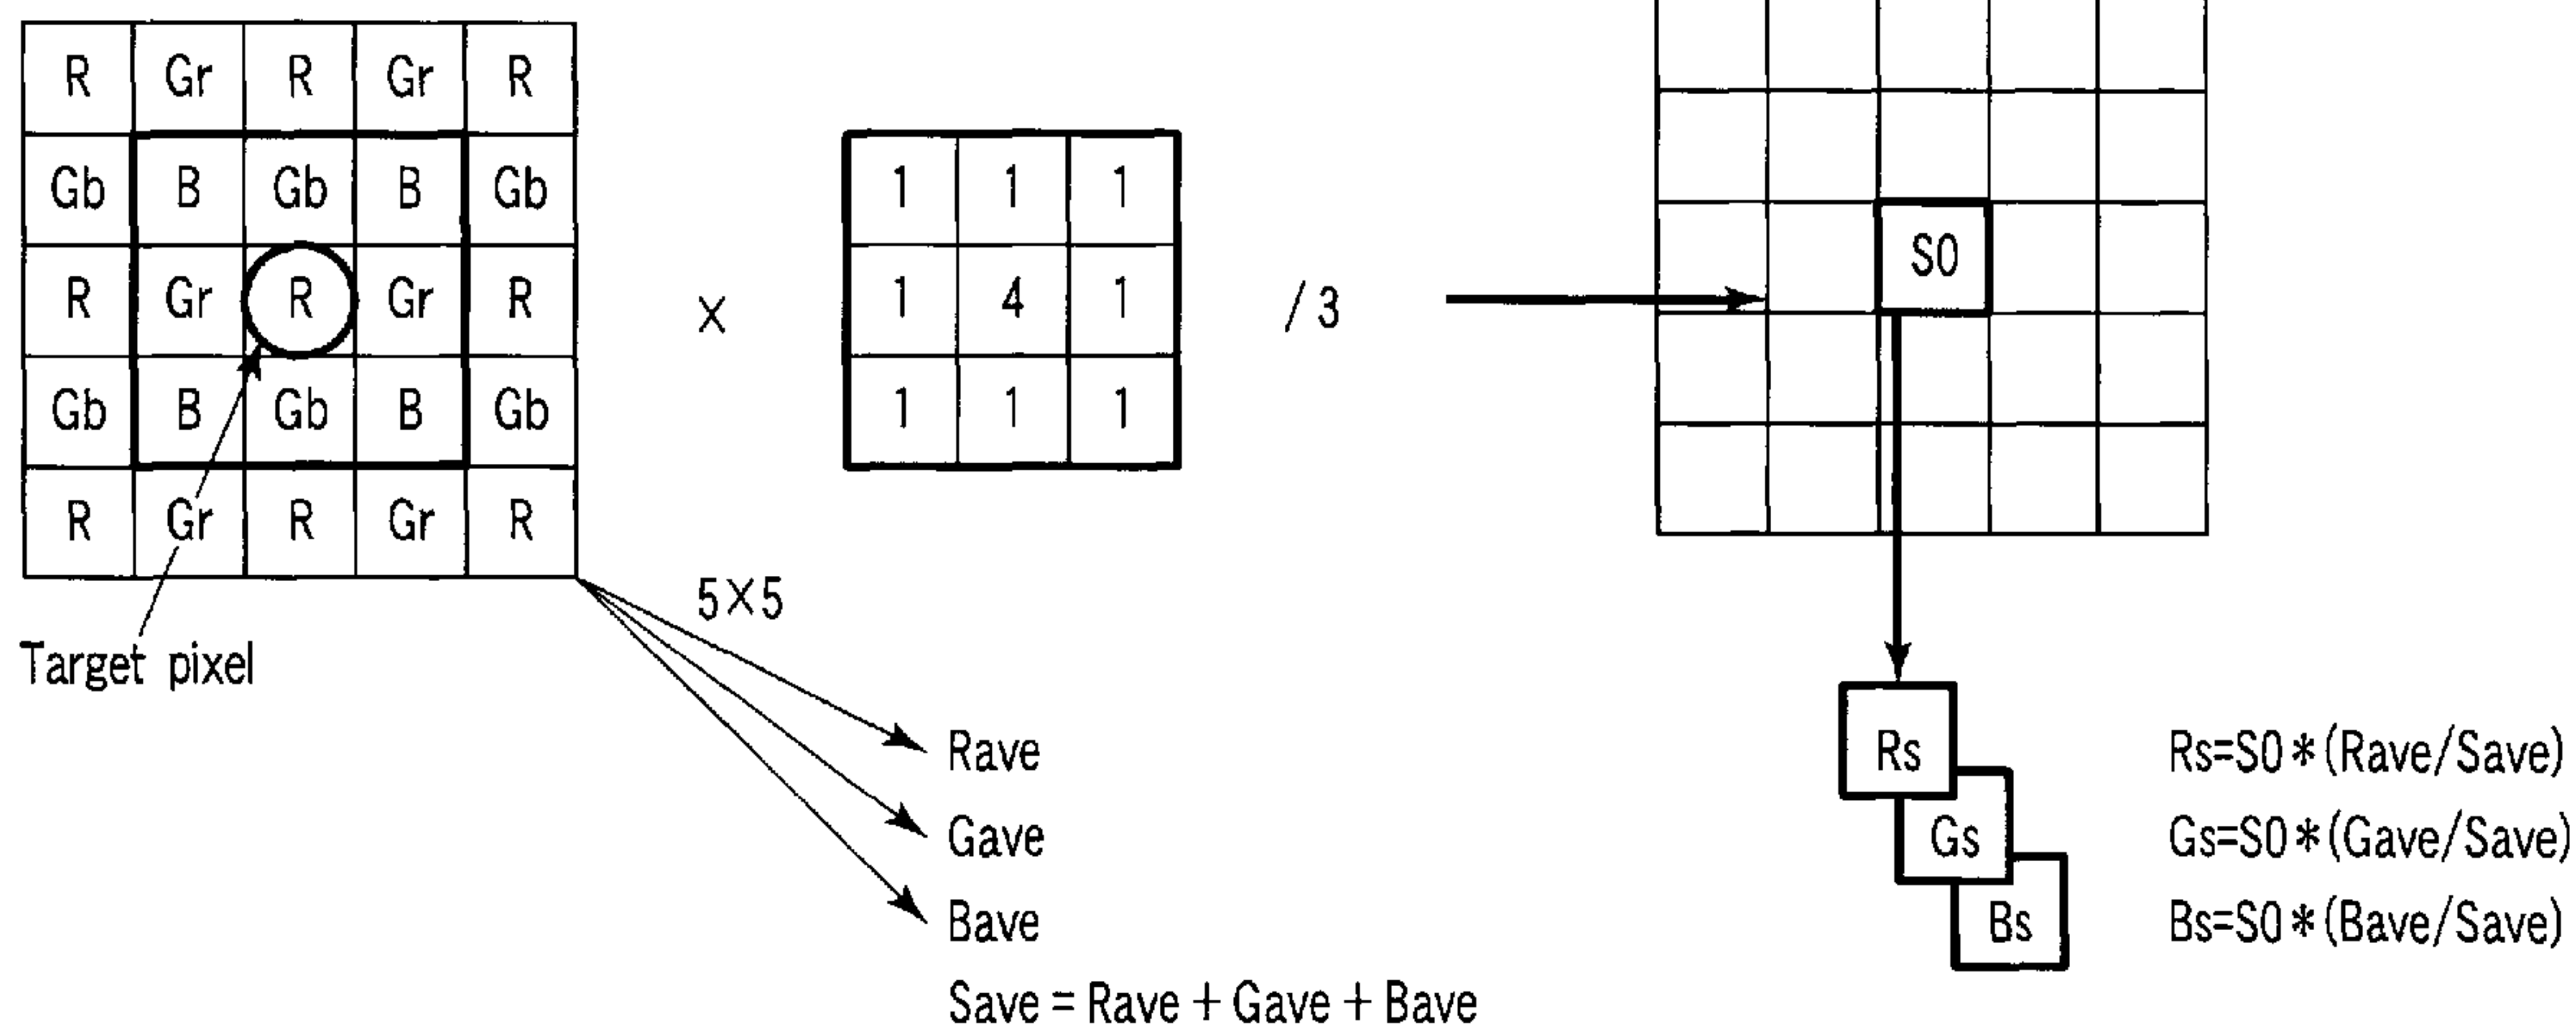 R Gr R Gr R
Gb B Gb B Gb
R Gr R Gr R
Gb B Gb B Gb
R Gr R Gr R
Target pixel
×
1 1 1
1 4 1
1 1 1
/3
S0
5×5
Rave
Gave
Bave
Save = Rave + Gave + Bave
Rs
Gs
Bs
Rs=S0*(Rave/Save)
Gs=S0*(Gave/Save)
Bs=S0*(Bave/Save)